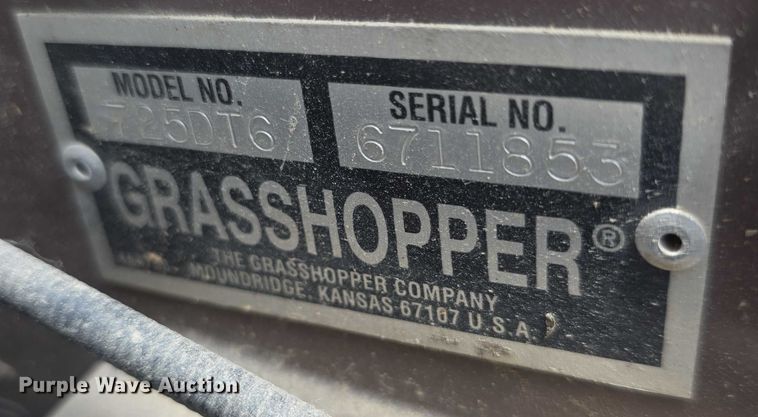 MODEL NO.
725DT6
SERIAL NO.
6711853
GRASSHOPPER®
THE GRASSHOPPER COMPANY
MOUNDRIDGE, KANSAS 67107 U.S.A.
Purple Wave Auction